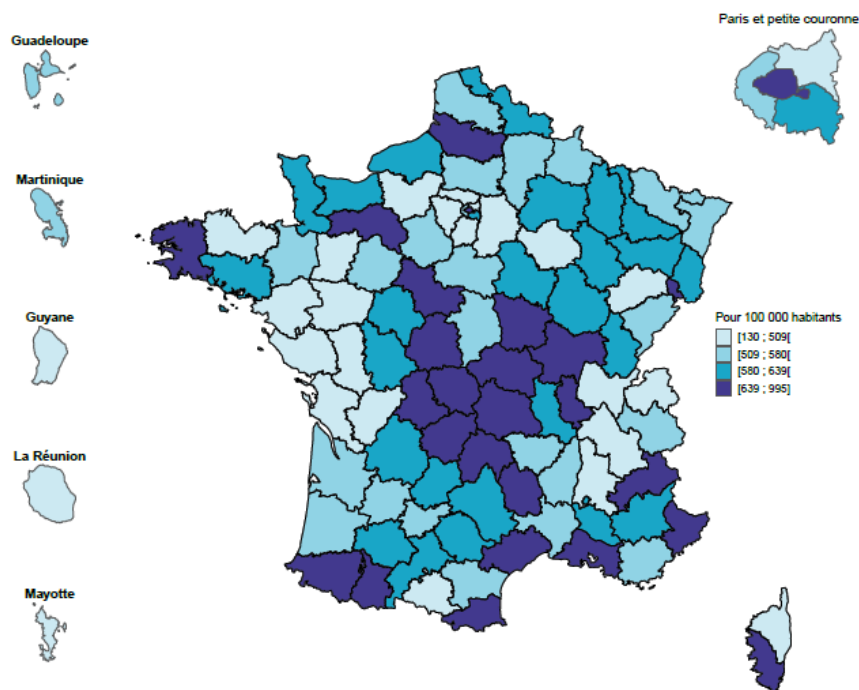 Paris et petite couronne
Guadeloupe
Martinique
Guyane
La Réunion
Mayotte
Pour 100 000 habitants
[130 ; 509[
[509 ; 580[
[580 ; 639[
[639 ; 995]